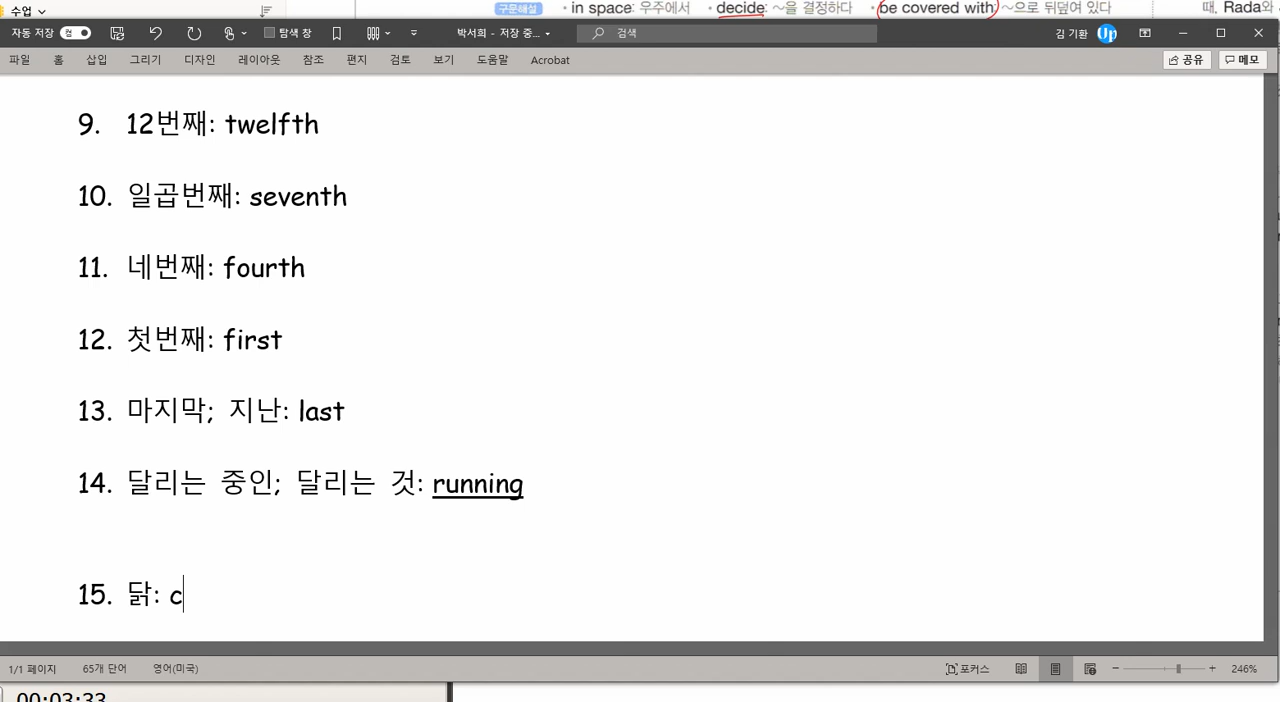 수업
구문해설 • in space: 우주에서 • decide: ~을 결정하다 • be covered with: ~으로 뒤덮여 있다
때, Rada와
자동 저장 박서희 - 저장 중... 검색 김 기환
탐색 창
파일 홈 삽입 그리기 디자인 레이아웃 참조 편지 검토 보기 도움말 Acrobat 공유 메모
9. 12번째: twelfth
10. 일곱번째: seventh
11. 네번째: fourth
12. 첫번째: first
13. 마지막; 지난: last
14. 달리는 중인; 달리는 것: running
15. 닭: c
1/1 페이지 65개 단어 영어(미국) 포커스 246%
00:03:33